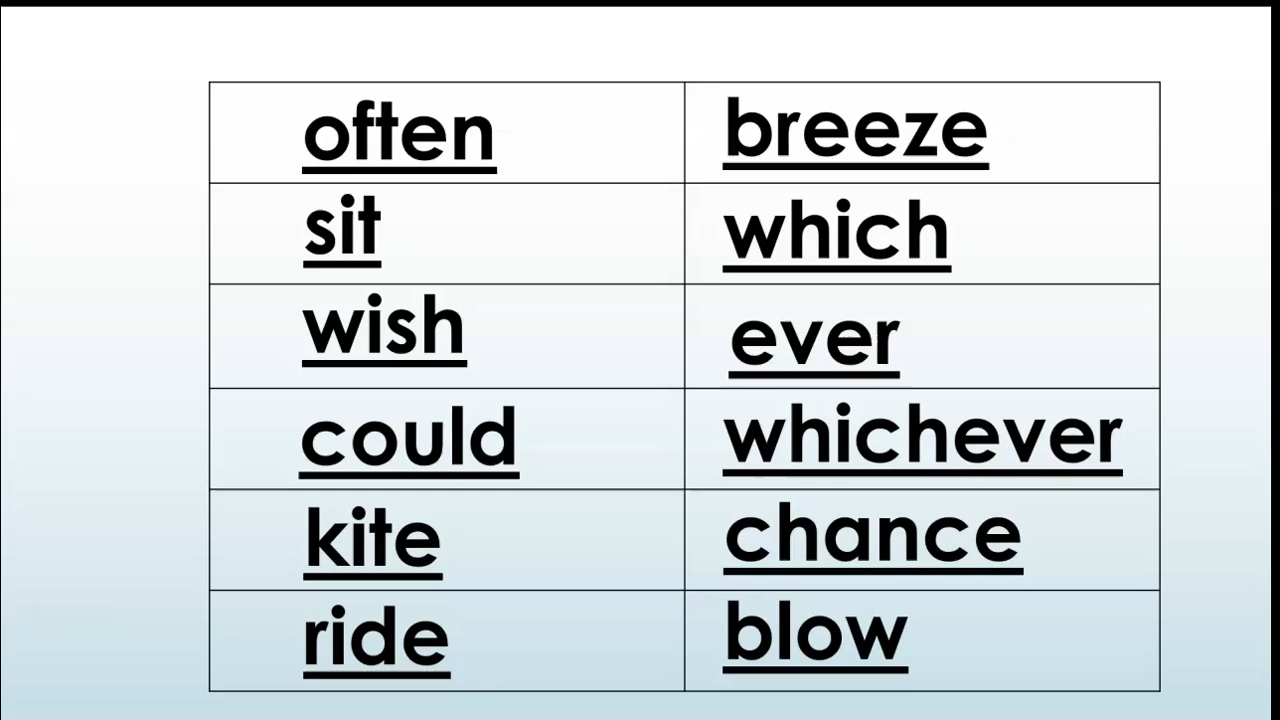 often breeze
sit which
wish ever
could whichever
kite chance
ride blow